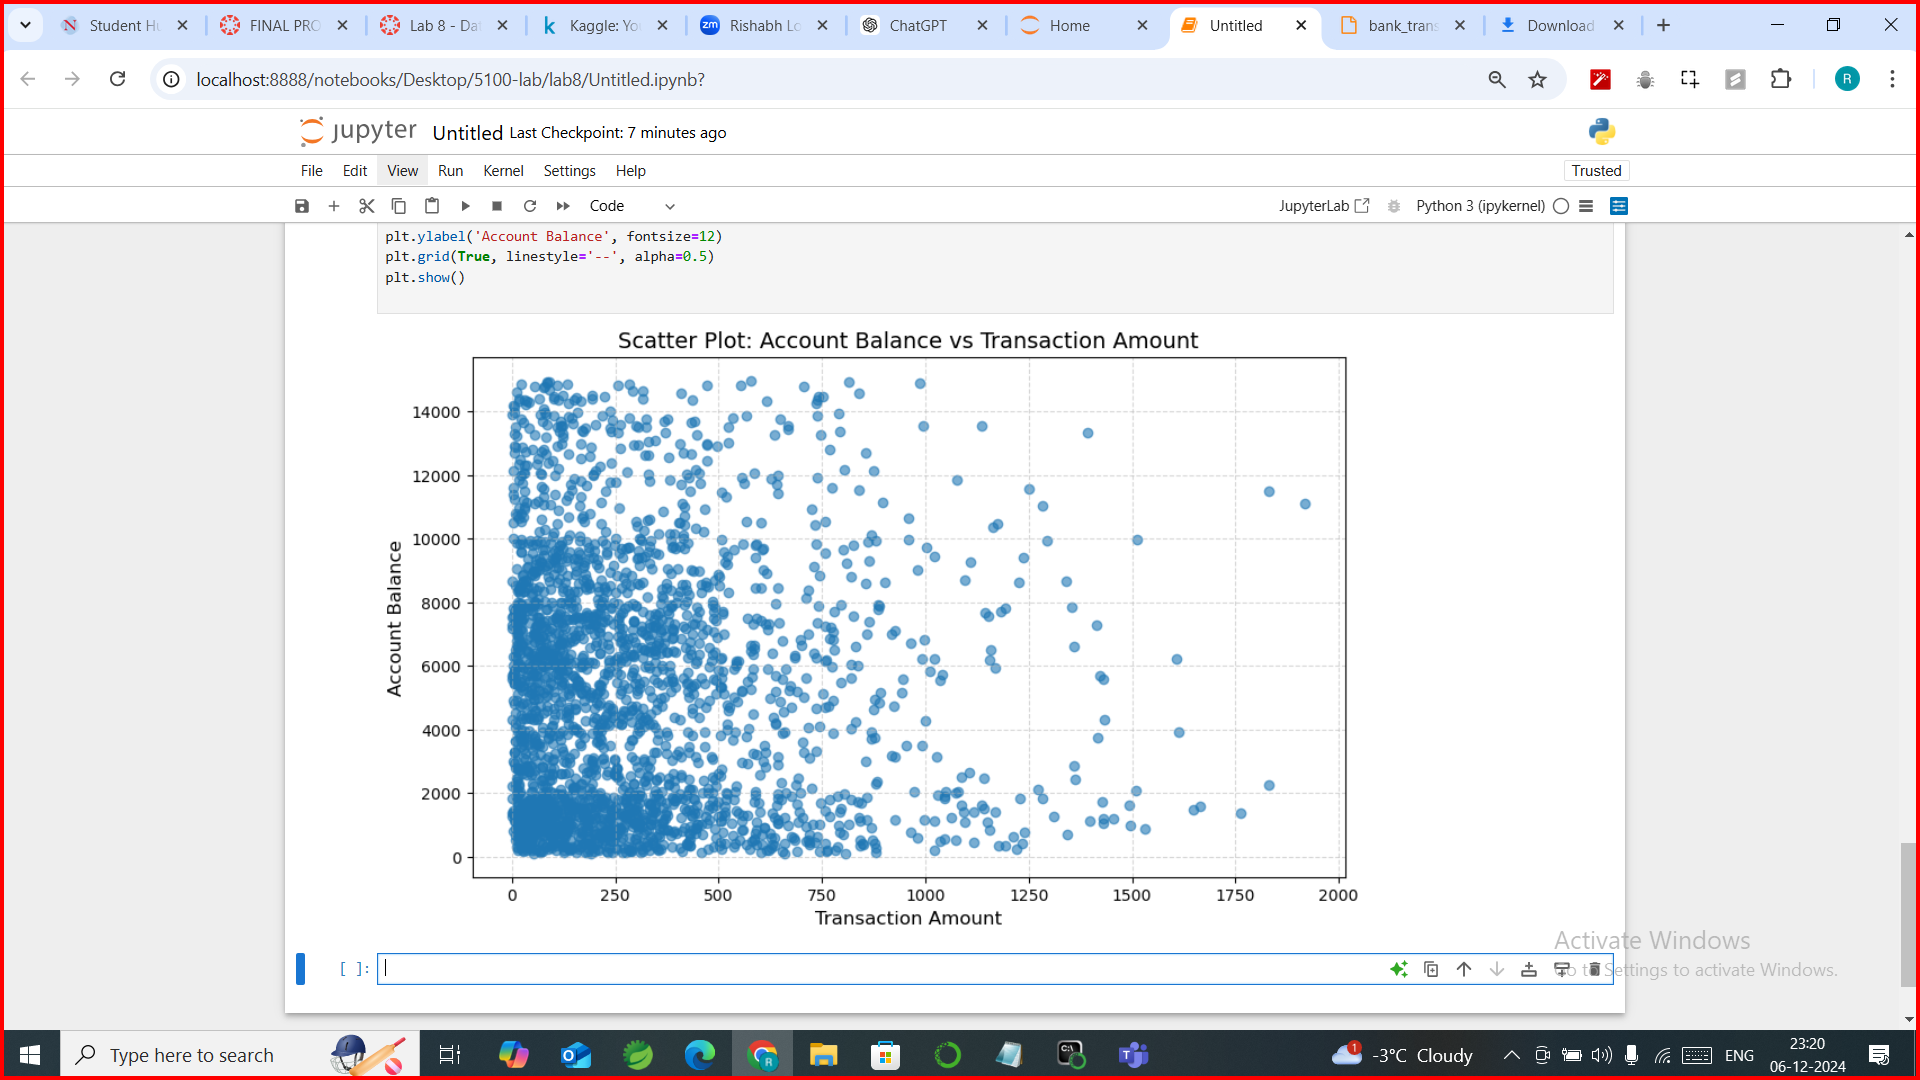 Student Hu
FINAL PRO
Lab 8 - Dat
Kaggle: Yo
zm
Rishabh Lo
ChatGPT
Home
Untitled
bank_trans
Download
localhost:8888/notebooks/Desktop/5100-lab/lab8/Untitled.ipynb?
R
jupyter Untitled Last Checkpoint: 7 minutes ago
File Edit View Run Kernel Settings Help
Trusted
Code
JupyterLab
Python 3 (ipykernel)
plt.ylabel('Account Balance', fontsize=12)
plt.grid(True, linestyle='--', alpha=0.5)
plt.show()
Scatter Plot: Account Balance vs Transaction Amount
14000
12000
10000
8000
6000
4000
2000
0
Account Balance
0 250 500 750 1000 1250 1500 1750 2000
Transaction Amount
[ ]:
Activate Windows
Go to Settings to activate Windows.
Type here to search
1
-3°C Cloudy
ENG
23:20
06-12-2024